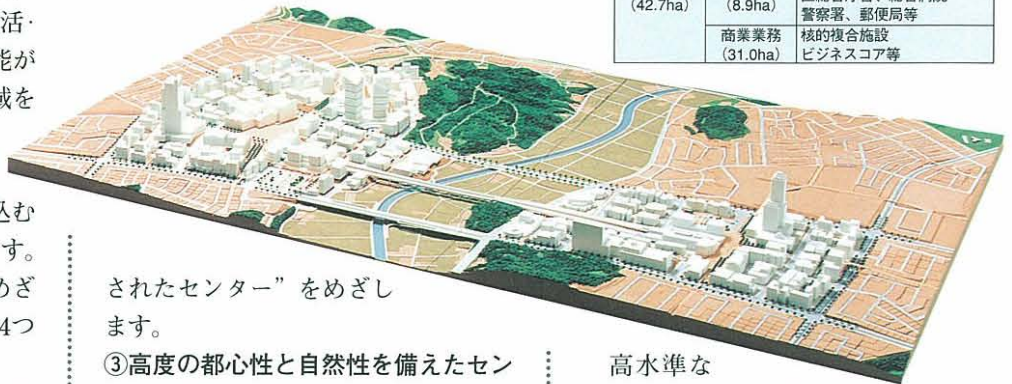 活・
能が
域を
込む
す。
めざ
4つ
されたセンター”をめざし
ます。
③高度の都心性と自然性を備えたセン
高水準な
(42.7ha)
(8.9ha)
警察署、郵便局等
商業業務
(31.0ha)
核的複合施設
ビジネスコア等